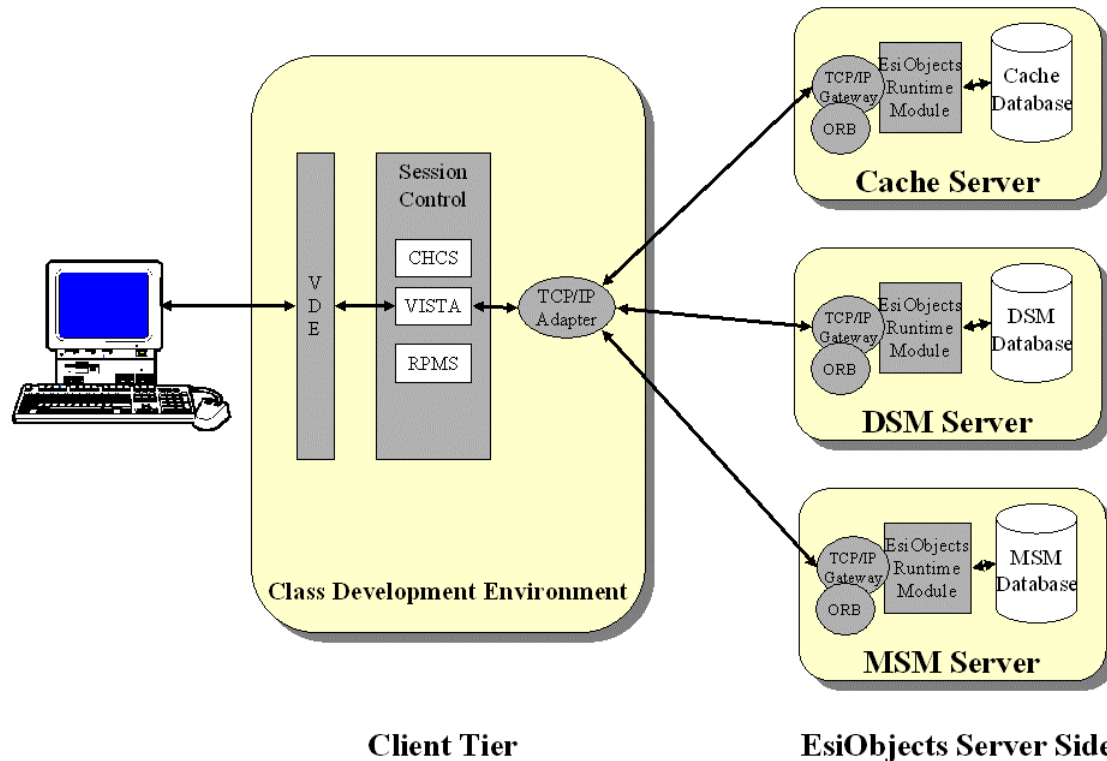 Session
Control
CHCS
VISTA
RPMS
V
D
E
TCP/IP
Adapter
Class Development Environment
TCP/IP
Gateway
ORB
EsiObjects
Runtime
Module
Cache
Database
Cache Server
TCP/IP
Gateway
ORB
EsiObjects
Runtime
Module
DSM
Database
DSM Server
TCP/IP
Gateway
ORB
EsiObjects
Runtime
Module
MSM
Database
MSM Server
Client Tier
EsiObjects Server Side